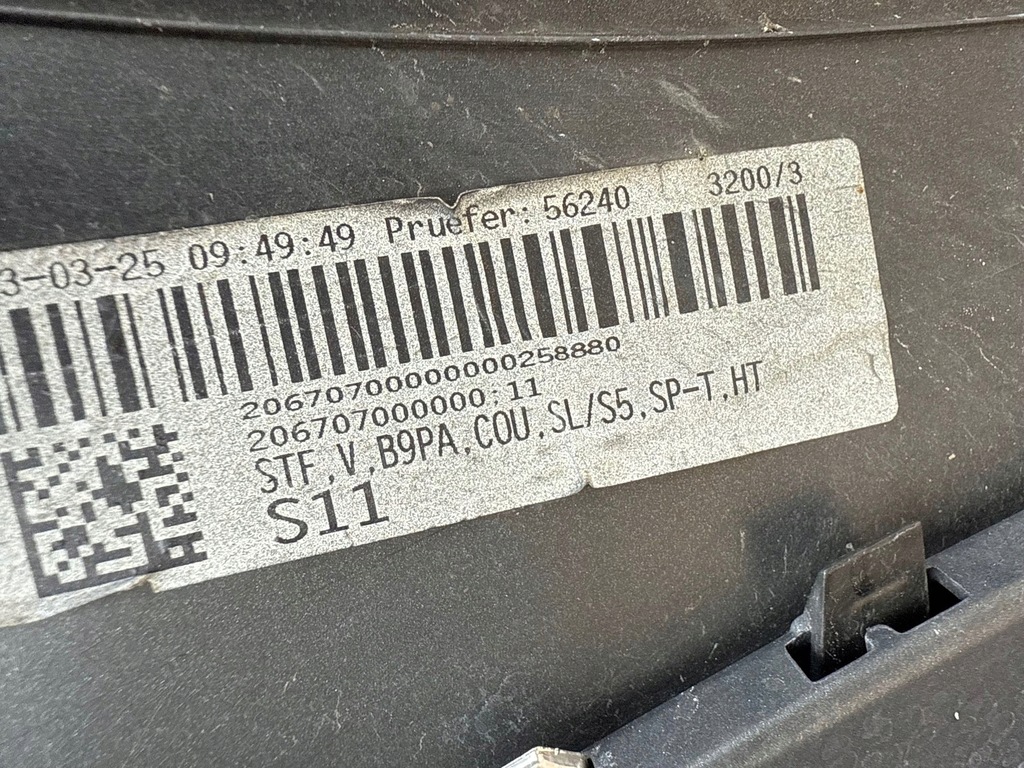 3-03-25 09:49:49 Pruefer: 56240 3200/3
20670700000000258880
206707000000:11
STF,V,B9PA,COU,SL/S5,SP-T,HT
S11